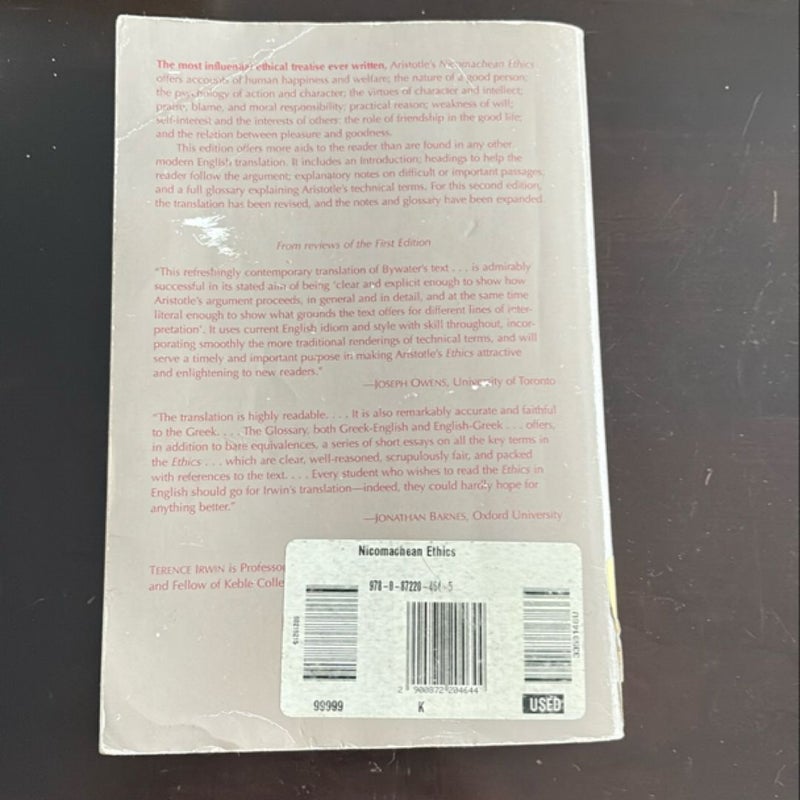 The most influential ethical treatise ever written, Aristotle's Nicomachean Ethics
offers accounts of human happiness and welfare; the nature of a good person;
the psychology of action and character; the virtues of character and intellect;
praise, blame, and moral responsibility; practical reason; weakness of will;
self-interest and the interests of others; the role of friendship in the good life;
and the relation between pleasure and goodness.
This edition offers more aids to the reader than are found in any other
modern English translation. It includes an Introduction; headings to help the
reader follow the argument; explanatory notes on difficult or important passages;
and a full glossary explaining Aristotle's technical terms. For this second edition,
the translation has been revised, and the notes and glossary have been expanded.
From reviews of the First Edition
"This refreshingly contemporary translation of Bywater's text . . . is admirably
successful in its stated aim of being 'clear and explicit enough to show how
Aristotle's argument proceeds, in general and in detail, and at the same time
literal enough to show what grounds the text offers for different lines of inter-
pretation'. It uses current English idiom and style with skill throughout, incor-
porating smoothly the more traditional renderings of technical terms, and will
serve a timely and important purpose in making Aristotle's Ethics attractive
and enlightening to new readers."
—JOSEPH OWENS, University of Toronto
"The translation is highly readable. . . . It is also remarkably accurate and faithful
to the Greek. . . . The Glossary, both Greek-English and English-Greek . . . offers,
in addition to bare equivalences, a series of short essays on all the key terms in
the Ethics . . . which are clear, well-reasoned, scrupulously fair, and packed
with references to the text. . . . Every student who wishes to read the Ethics in
English should go for Irwin's translation—indeed, they could hardly hope for
anything better."
—JONATHAN BARNES, Oxford University
TERENCE IRWIN is Professor
and Fellow of Keble Colle
Nicomachean Ethics
978-0-87220-464-5
2 900872 204644
99999
K
USED